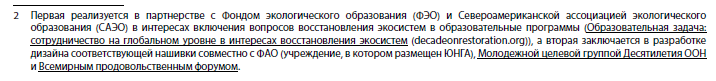 2 Первая реализуется в партнерстве с Фондом экологического образования (ФЭО) и Североамериканской ассоциацией экологического
образования (САЭО) в интересах включения вопросов восстановления экосистем в образовательные программы (Образовательная задача:
сотрудничество на глобальном уровне в интересах восстановления экосистем (decadeonrestoration.org)), а вторая заключается в разработке
дизайна соответствующей нашивки совместно с ФАО (учреждение, в котором размещен ЮНГА), Молодежной целевой группой Десятилетия ООН
и Всемирным продовольственным форумом.